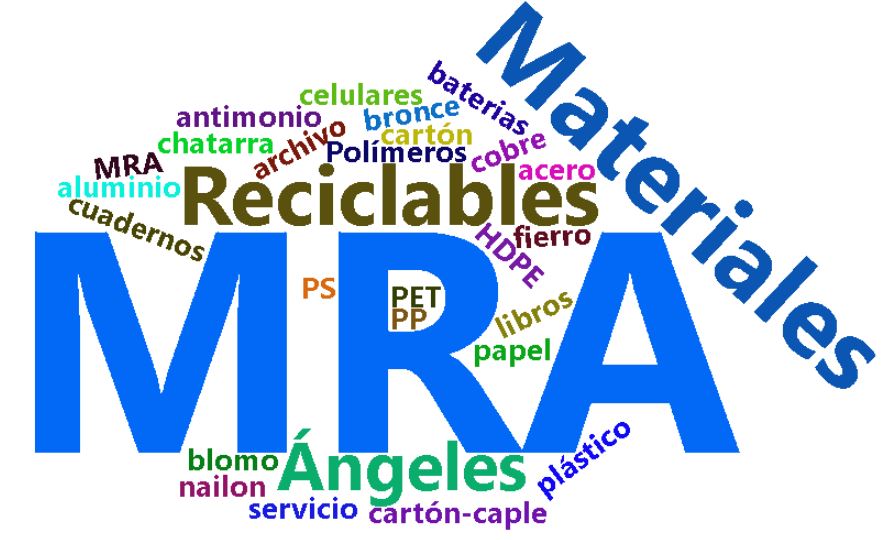 Materiales
celulares
baterias
antimonio
bronce
chatarra
archivo
cartón
Polímeros
cobre
MRA
acero
aluminio
Reciclables
cuadernos
HDPE
fierro
MRA
PS
PET
PP
libros
papel
blomo
Ángeles
plástico
nailon
servicio
cartón-caple